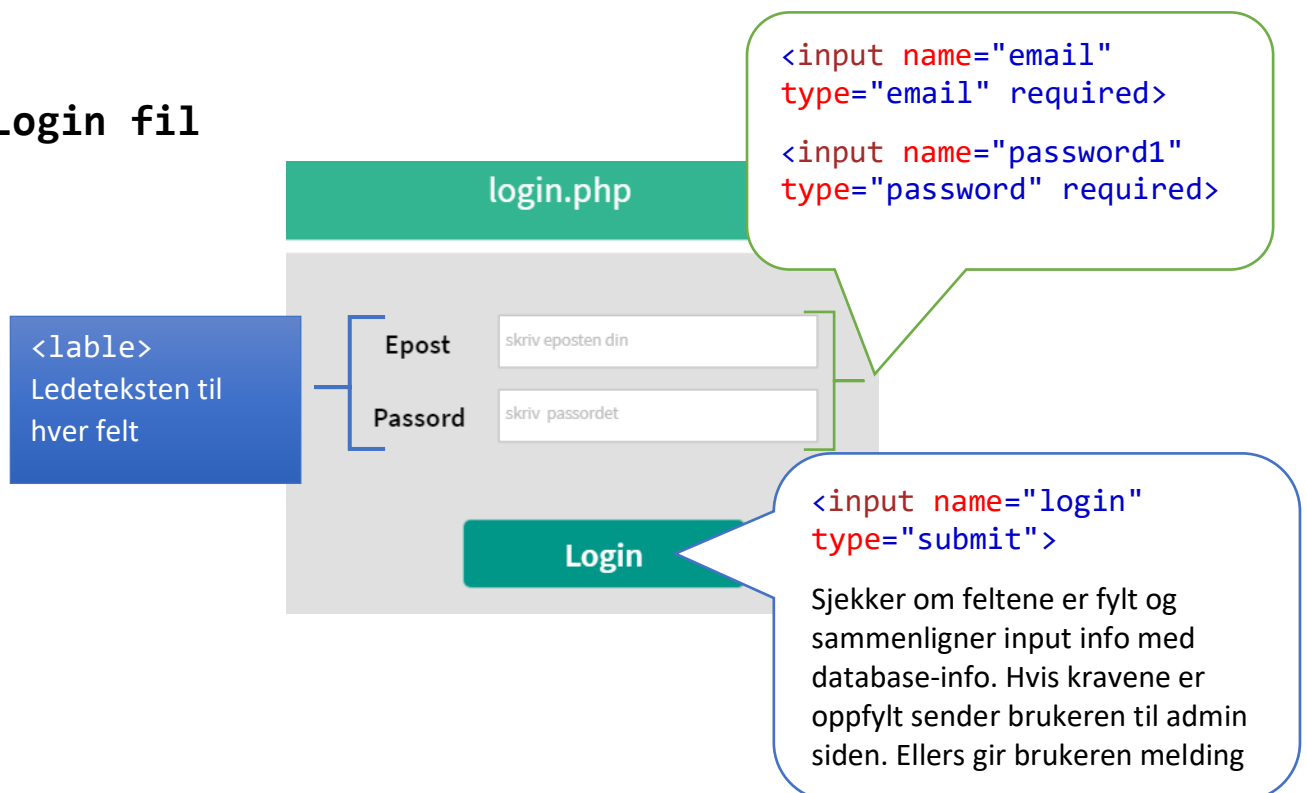 Login fil
login.php
<input name="email"
type="email" required>
<input name="password1"
type="password" required>
<lable>
Ledeteksten til
hver felt
Epost
skriv eposten din
Passord
skriv passordet
Login
<input name="login"
type="submit">
Sjekker om feltene er fylt og
sammenligner input info med
database-info. Hvis kravene er
oppfylt sender brukeren til admin
siden. Ellers gir brukeren melding